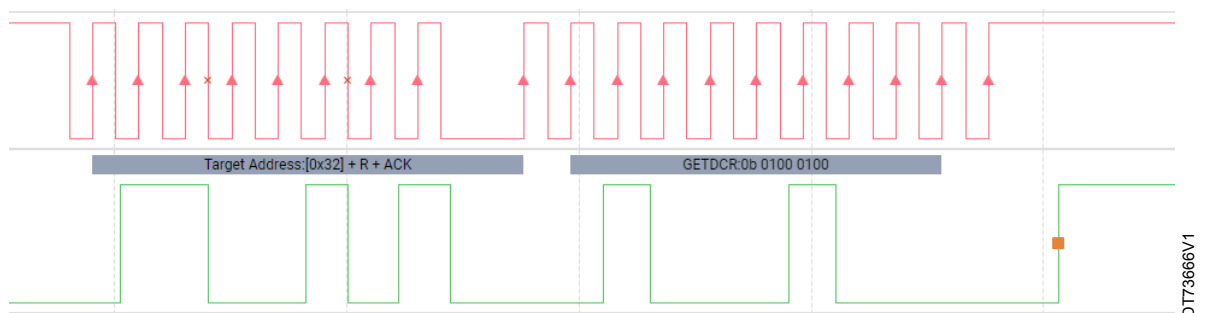 Target Address:[0x32] + R + ACK
GETDCR:0b 0100 0100
DT73666V1